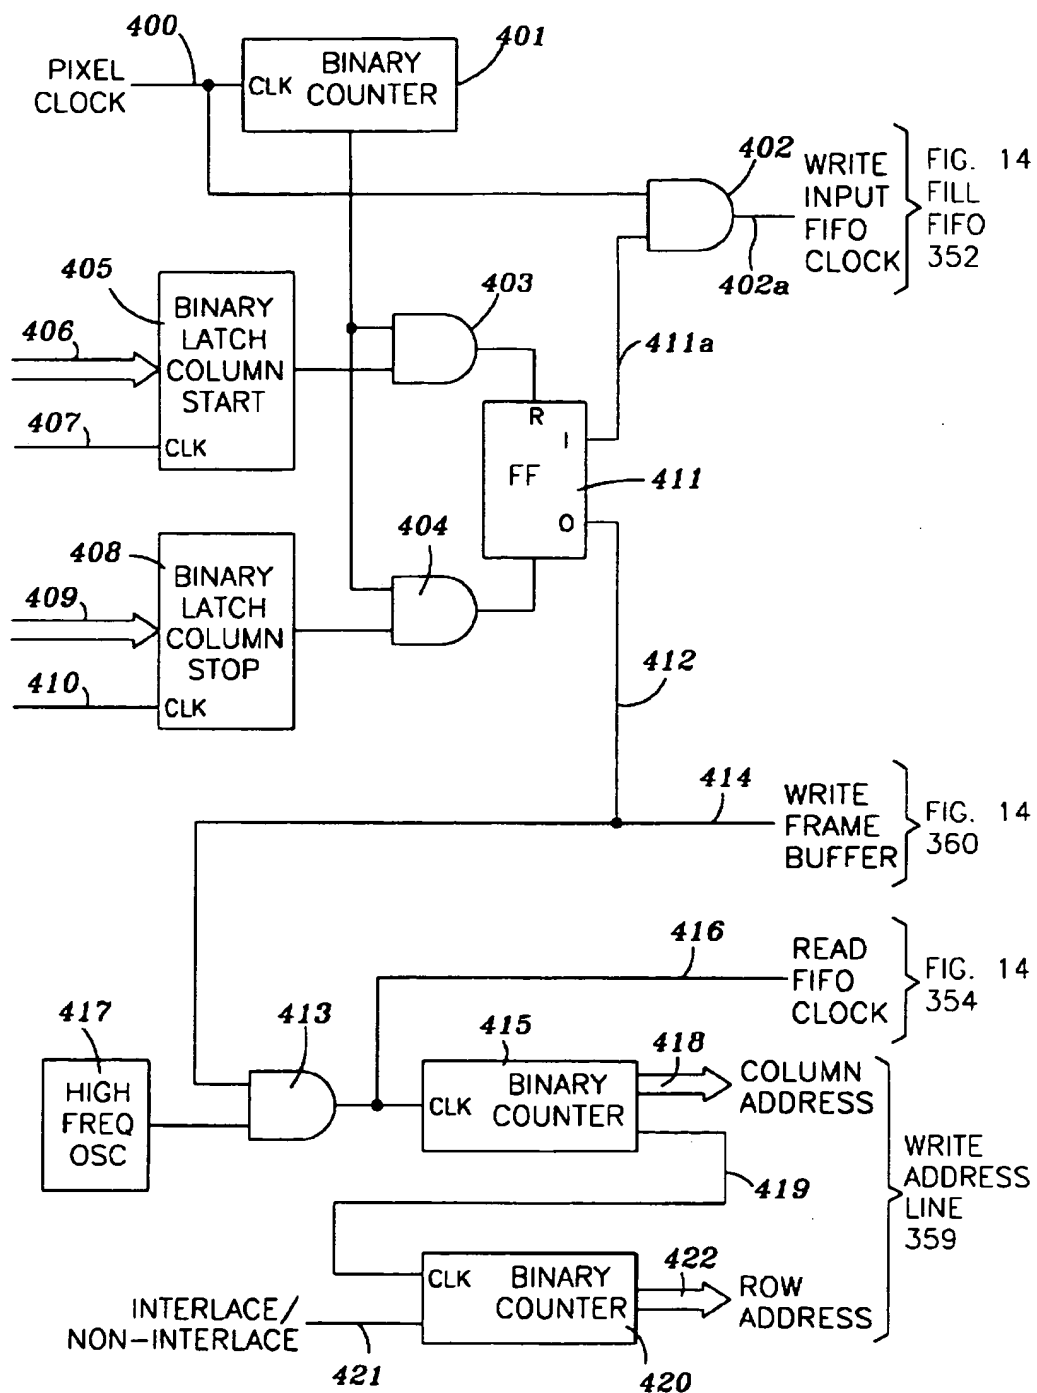 400
401
PIXEL
CLOCK
CLK
BINARY
COUNTER
402
WRITE
INPUT
FIFO
CLOCK
402a
FIG. 14
FILL
FIFO
352
405
406
407
BINARY
LATCH
COLUMN
START
CLK
403
411a
R
I
FF
O
411
408
409
410
BINARY
LATCH
COLUMN
STOP
CLK
404
412
414
WRITE
FRAME
BUFFER
FIG. 14
360
416
READ
FIFO
CLOCK
FIG. 14
354
417
HIGH
FREQ
OSC
413
415
CLK
BINARY
COUNTER
418
COLUMN
ADDRESS
419
WRITE
ADDRESS
LINE
359
CLK
BINARY
COUNTER
422
ROW
ADDRESS
INTERLACE/
NON-INTERLACE
421
420